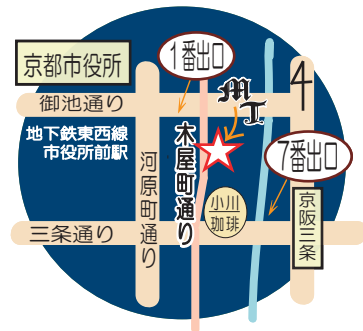 京都市役所
1番出口
4
御池通り
MT
地下鉄東西線
市役所前駅
木屋町通り
7番出口
河原町通り
小川
珈琲
京阪三条
三条通り